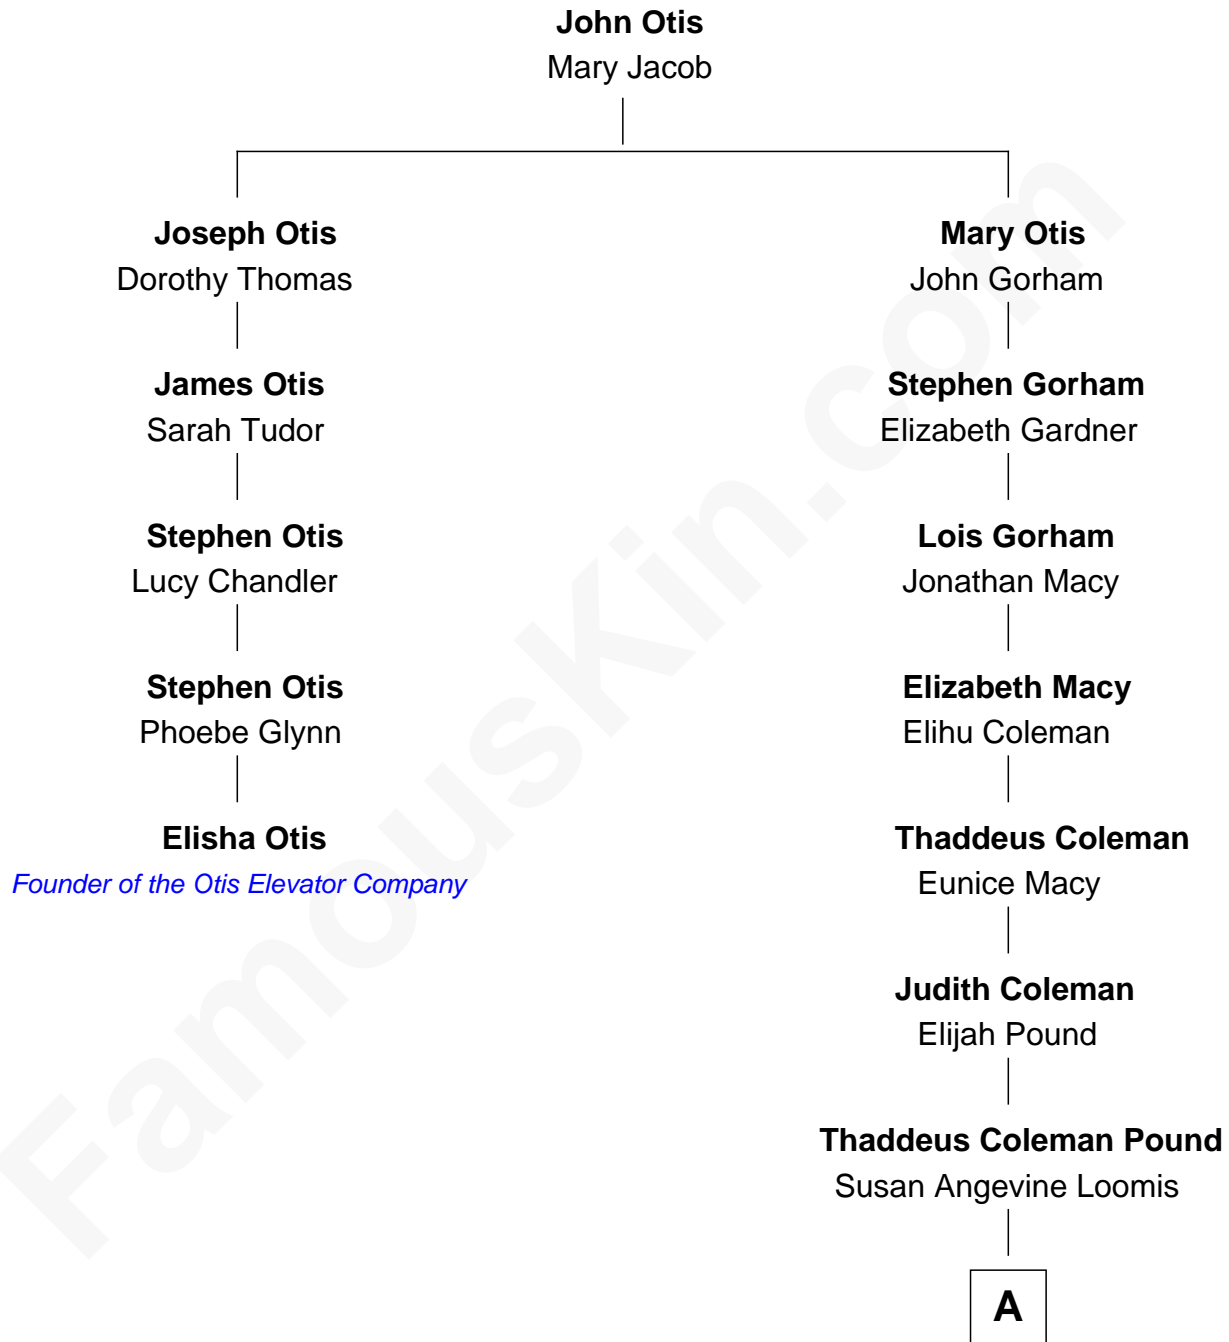 John Otis
Mary Jacob
Joseph Otis
Dorothy Thomas
Mary Otis
John Gorham
James Otis
Sarah Tudor
Stephen Gorham
Elizabeth Gardner
Stephen Otis
Lucy Chandler
Lois Gorham
Jonathan Macy
Stephen Otis
Phoebe Glynn
Elizabeth Macy
Elihu Coleman
Elisha Otis
Founder of the Otis Elevator Company
Thaddeus Coleman
Eunice Macy
Judith Coleman
Elijah Pound
Thaddeus Coleman Pound
Susan Angevine Loomis
A
FamousKin.com